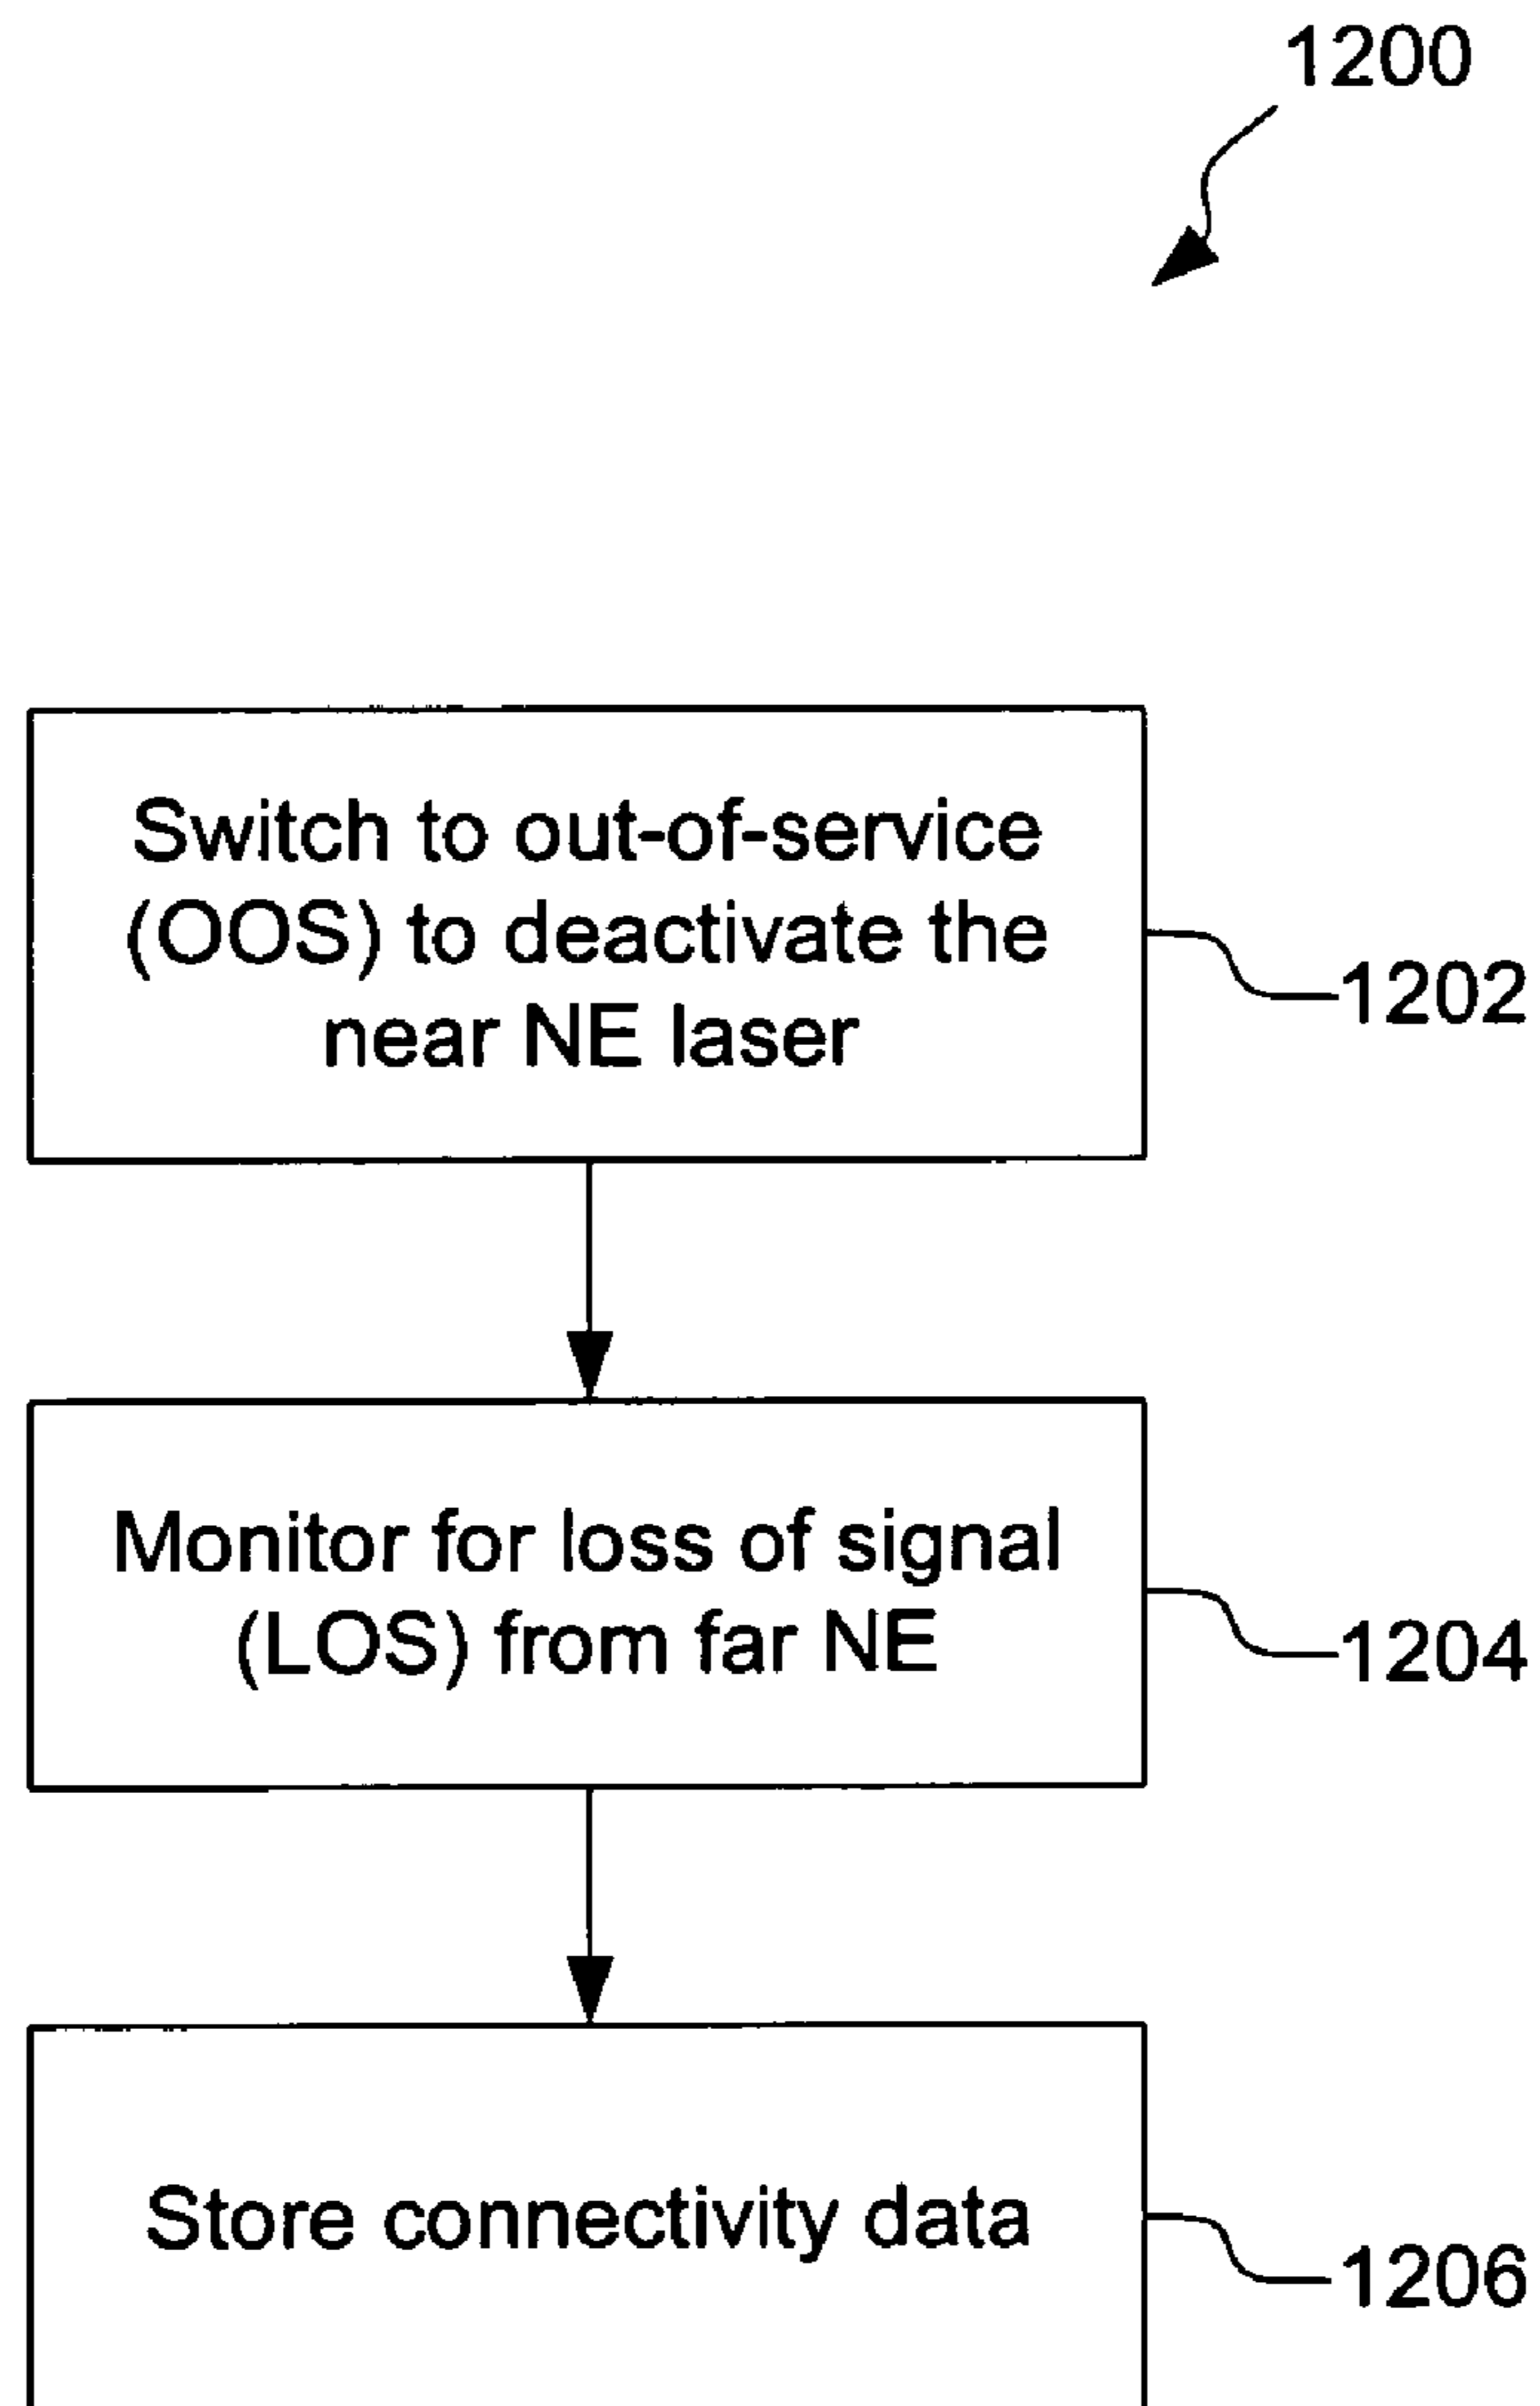 1200
Switch to out-of-service
(OOS) to deactivate the
near NE laser
1202
Monitor for loss of signal
(LOS) from far NE
1204
Store connectivity data
1206